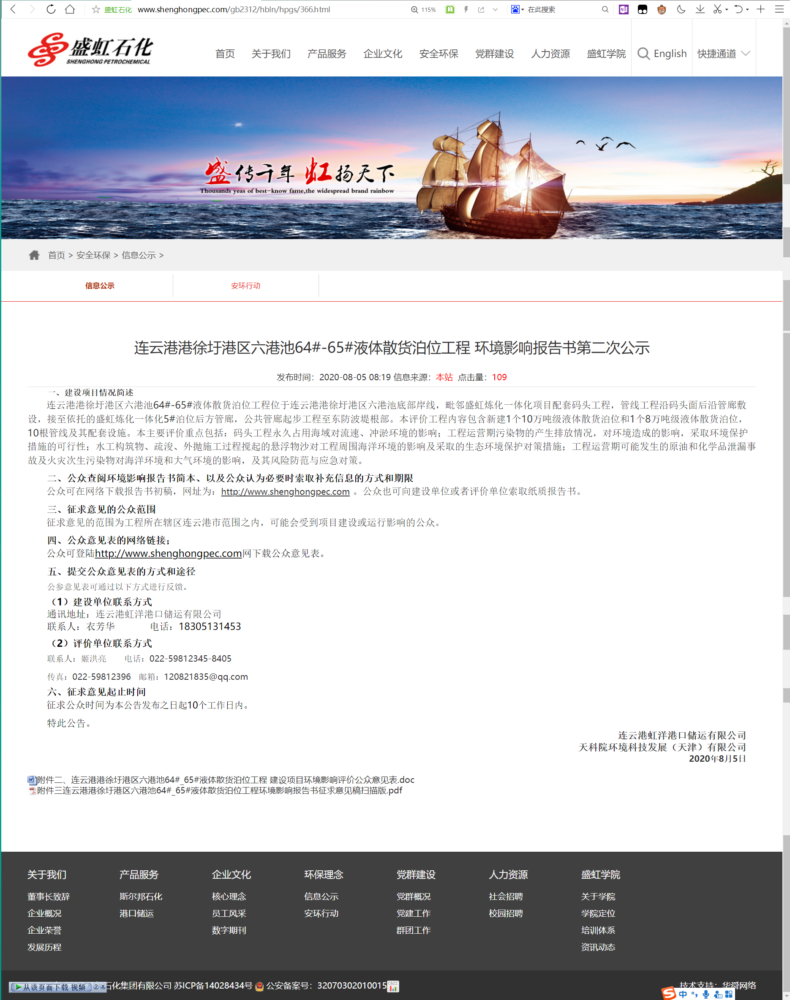 盛虹石化 www.shenghongpec.com/gb2312/hbln/hpgs/366.html 115% 在此搜索
盛虹石化
SHENGHONG PETROCHEMICAL
首页 关于我们 产品服务 企业文化 安全环保 党群建设 人力资源 盛虹学院 English 快捷通道
盛传千年 虹扬天下
Thousands yeas of best-know fame,the widespread brand rainbow
首页 > 安全环保 > 信息公示 >
信息公示 安环行动
连云港港徐圩港区六港池64#-65#液体散货泊位工程 环境影响报告书第二次公示
发布时间：2020-08-05 08:19 信息来源：本站 点击量：109
一、建设项目情况简述
连云港港徐圩港区六港池64#-65#液体散货泊位工程位于连云港港徐圩港区六港池底部岸线，毗邻盛虹炼化一体化项目配套码头工程，管线工程沿码头面后沿管廊敷
设，接至依托的盛虹炼化一体化5#泊位后方管廊，公共管廊起步工程至东防波堤根部。本评价工程内容包含新建1个10万吨级液体散货泊位和1个8万吨级液体散货泊位，
10根管线及其配套设施。本主要评价重点包括：码头工程永久占用海域对流速、冲淤环境的影响；工程运营期污染物的产生排放情况，对环境造成的影响，采取环境保护
措施的可行性；水工构筑物、疏浚、外抛施工过程搅起的悬浮物沙对工程周围海洋环境的影响及采取的生态环境保护对策措施；工程运营期可能发生的原油和化学品泄漏事
故及火灾次生污染物对海洋环境和大气环境的影响，及其风险防范与应急对策。
二、公众查阅环境影响报告书简本、以及公众认为必要时索取补充信息的方式和期限
公众可在网络下载报告书初稿，网址为：http://www.shenghongpec.com 。公众也可向建设单位或者评价单位索取纸质报告书。
三、征求意见的公众范围
征求意见的范围为工程所在辖区连云港市范围之内，可能会受到项目建设或运行影响的公众。
四、公众意见表的网络链接；
公众可登陆http://www.shenghongpec.com网下载公众意见表。
五、提交公众意见表的方式和途径
公参意见表可通过以下方式进行反馈。
（1）建设单位联系方式
通讯地址：连云港虹洋港口储运有限公司
联系人：衣芳华 电话：18305131453
（2）评价单位联系方式
联系人：姬洪亮 电话：022-59812345-8405
传真：022-59812396 邮箱：120821835@qq.com
六、征求意见起止时间
征求公众时间为本公告发布之日起10个工作日内。
特此公告。
连云港虹洋港口储运有限公司
天科院环境科技发展（天津）有限公司
2020年8月5日
附件二、连云港港徐圩港区六港池64#_65#液体散货泊位工程 建设项目环境影响评价公众意见表.doc
附件三连云港港徐圩港区六港池64#_65#液体散货泊位工程环境影响报告书征求意见稿扫描版.pdf
关于我们 产品服务 企业文化 环保理念 党群建设 人力资源 盛虹学院
董事长致辞 斯尔邦石化 核心理念 信息公示 党群概况 社会招聘 关于学院
企业概况 港口储运 员工风采 安环行动 党建工作 校园招聘 学院定位
企业荣誉 数字期刊 群团工作 培训体系
发展历程 资讯动态
从该页面下载 视频 ? × 石化集团有限公司 苏ICP备14028434号 公安备案号：32070302010015 CNZZ 技术支持：华舜网络
中